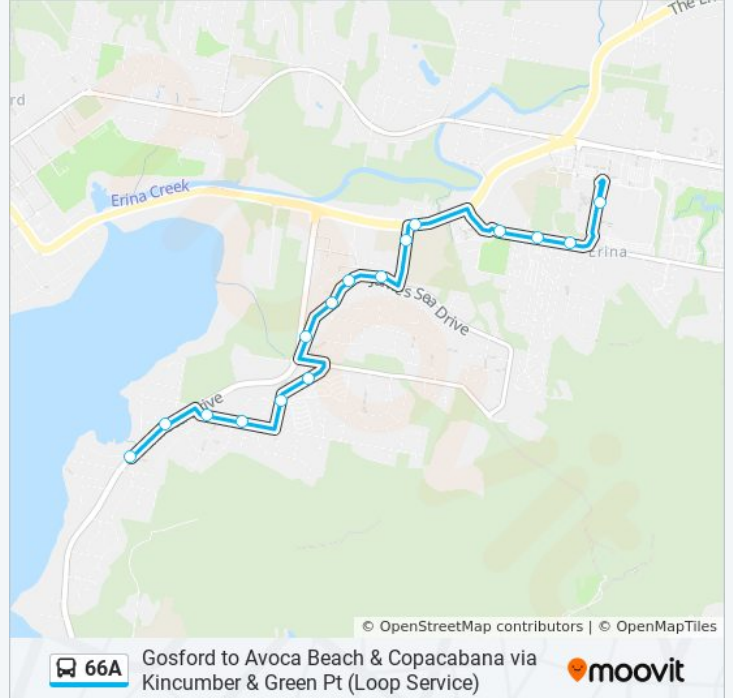 The En
rd
Erina Creek
Erina
James Sea Drive
rive
© OpenStreetMap contributors | © OpenMapTiles
66A
Gosford to Avoca Beach & Copacabana via
Kincumber & Green Pt (Loop Service)
moovit